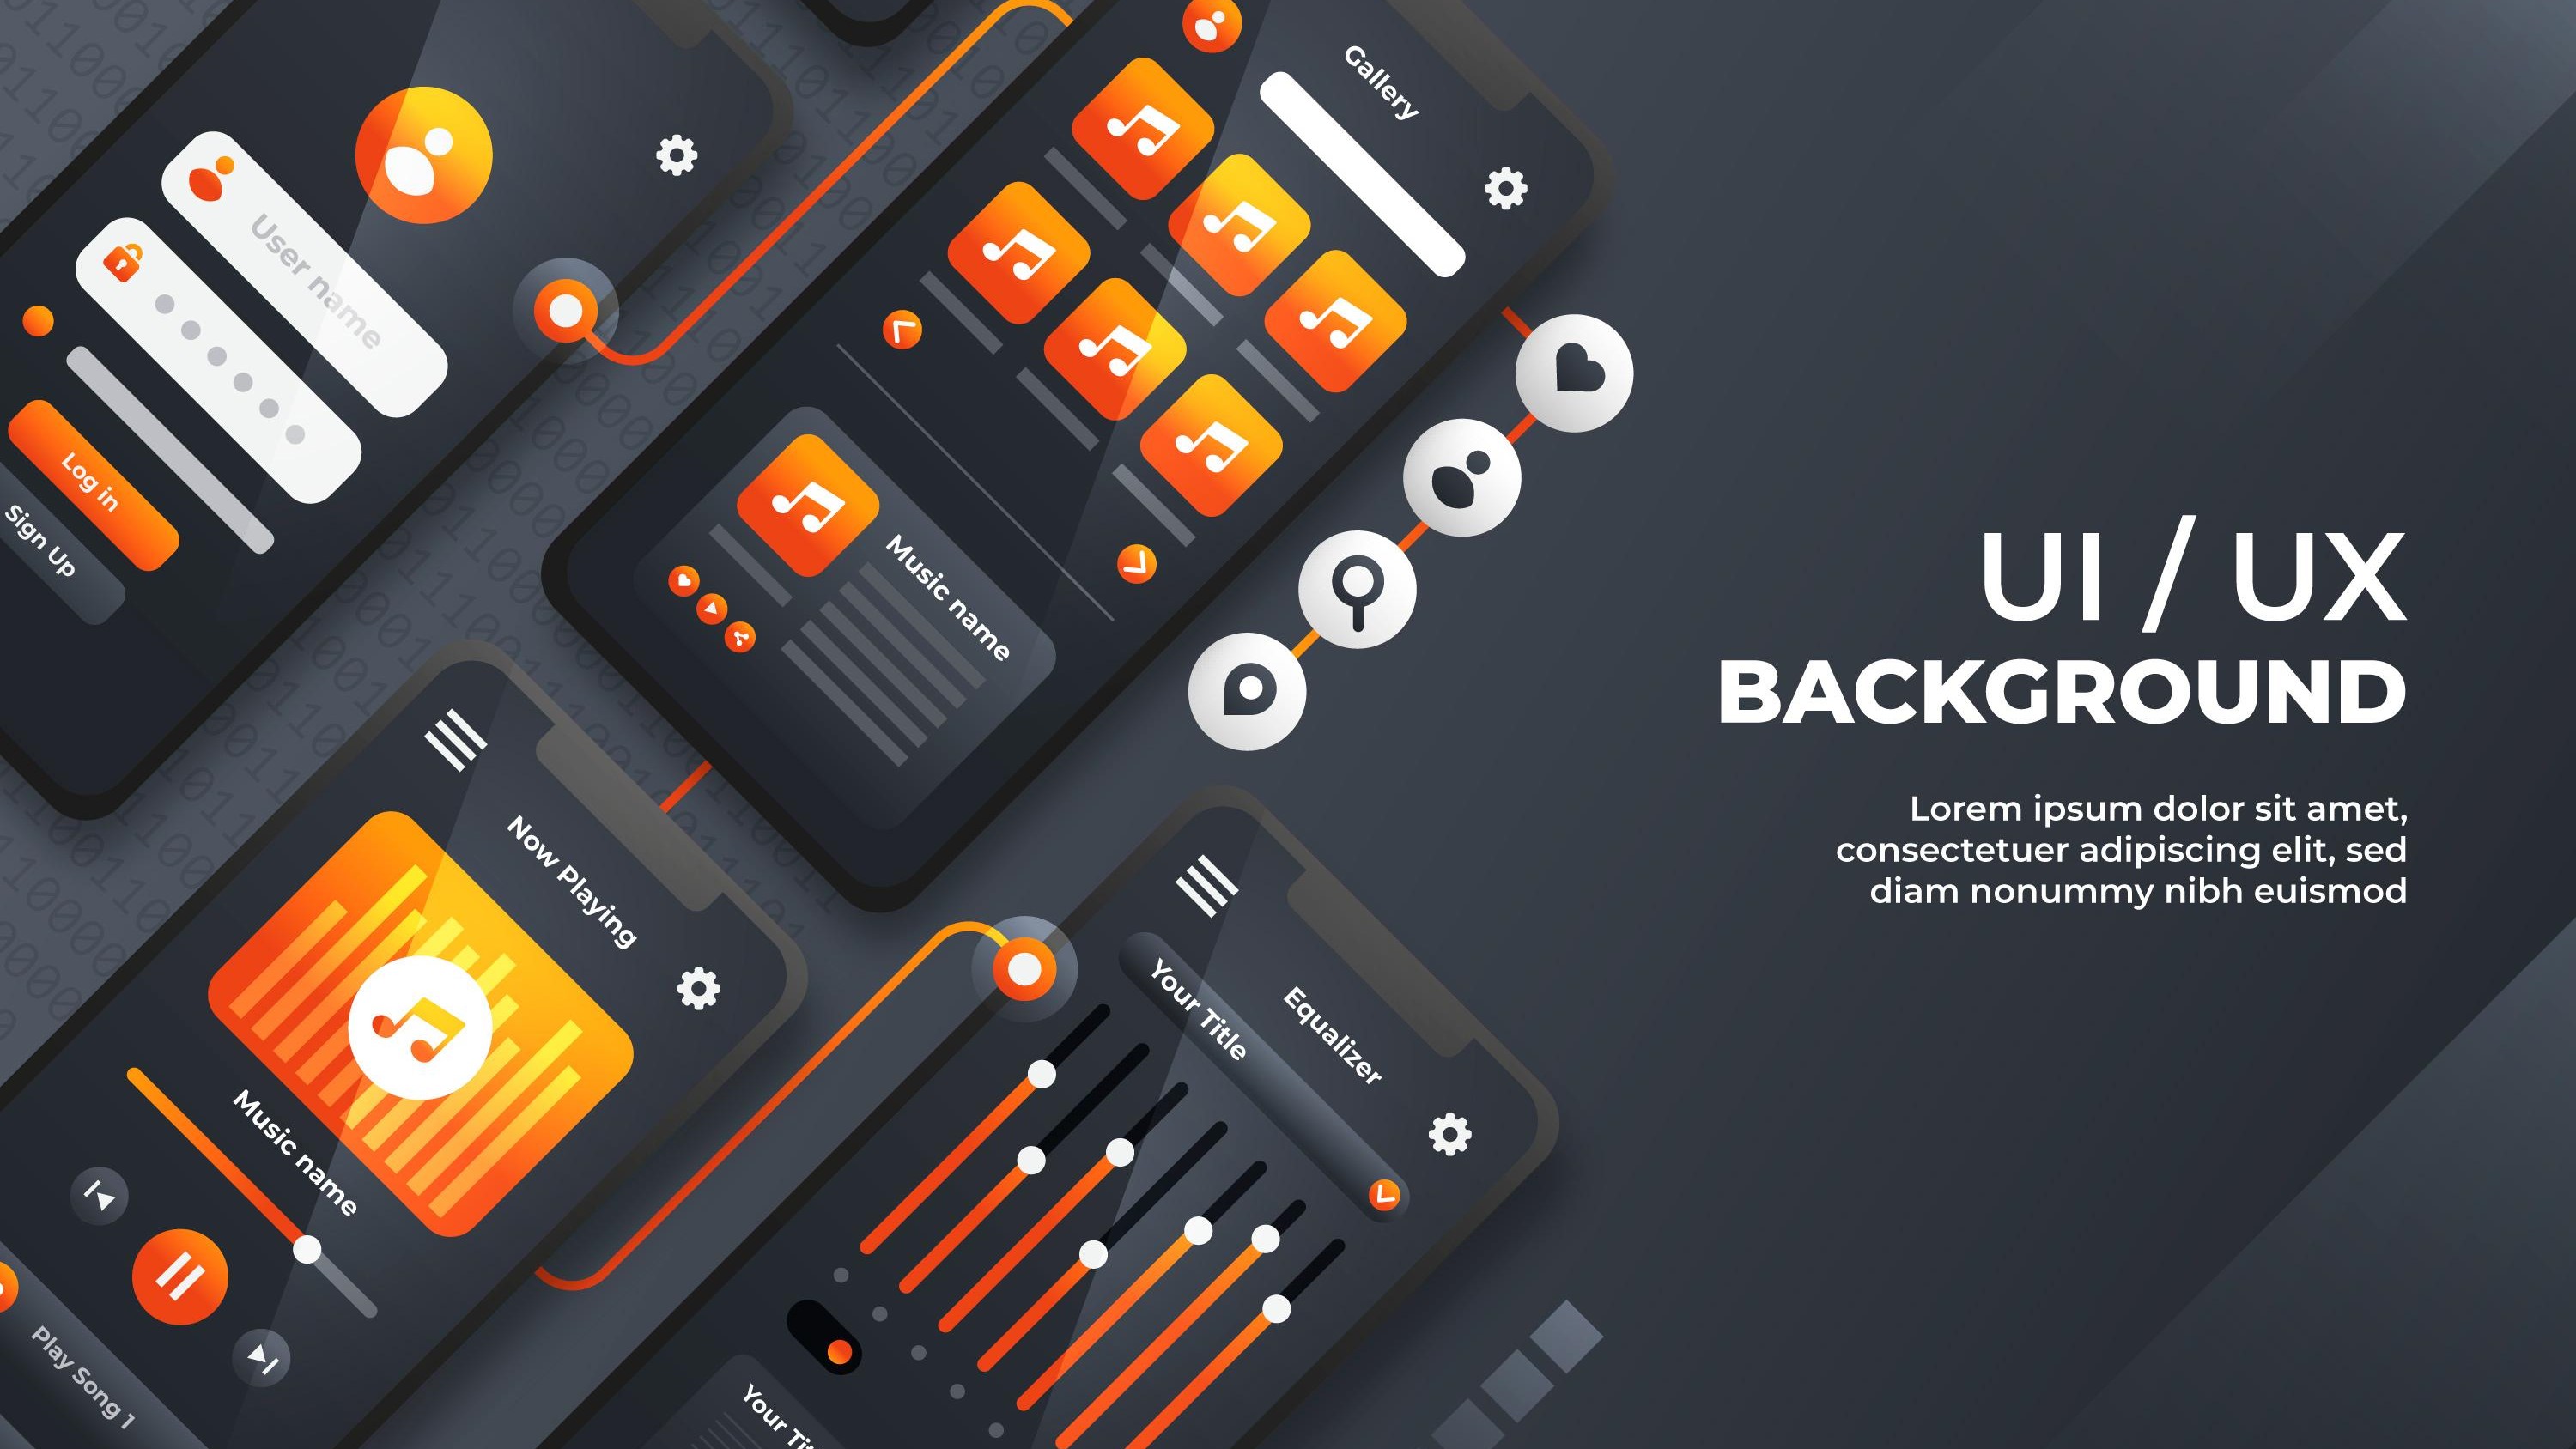 User name
Log in
Sign Up
Gallery
Music name
Now Playing
Music name
Play Song 1
Equalizer
Your Title
UI / UX
BACKGROUND
Lorem ipsum dolor sit amet,
consectetuer adipiscing elit, sed
diam nonummy nibh euismod